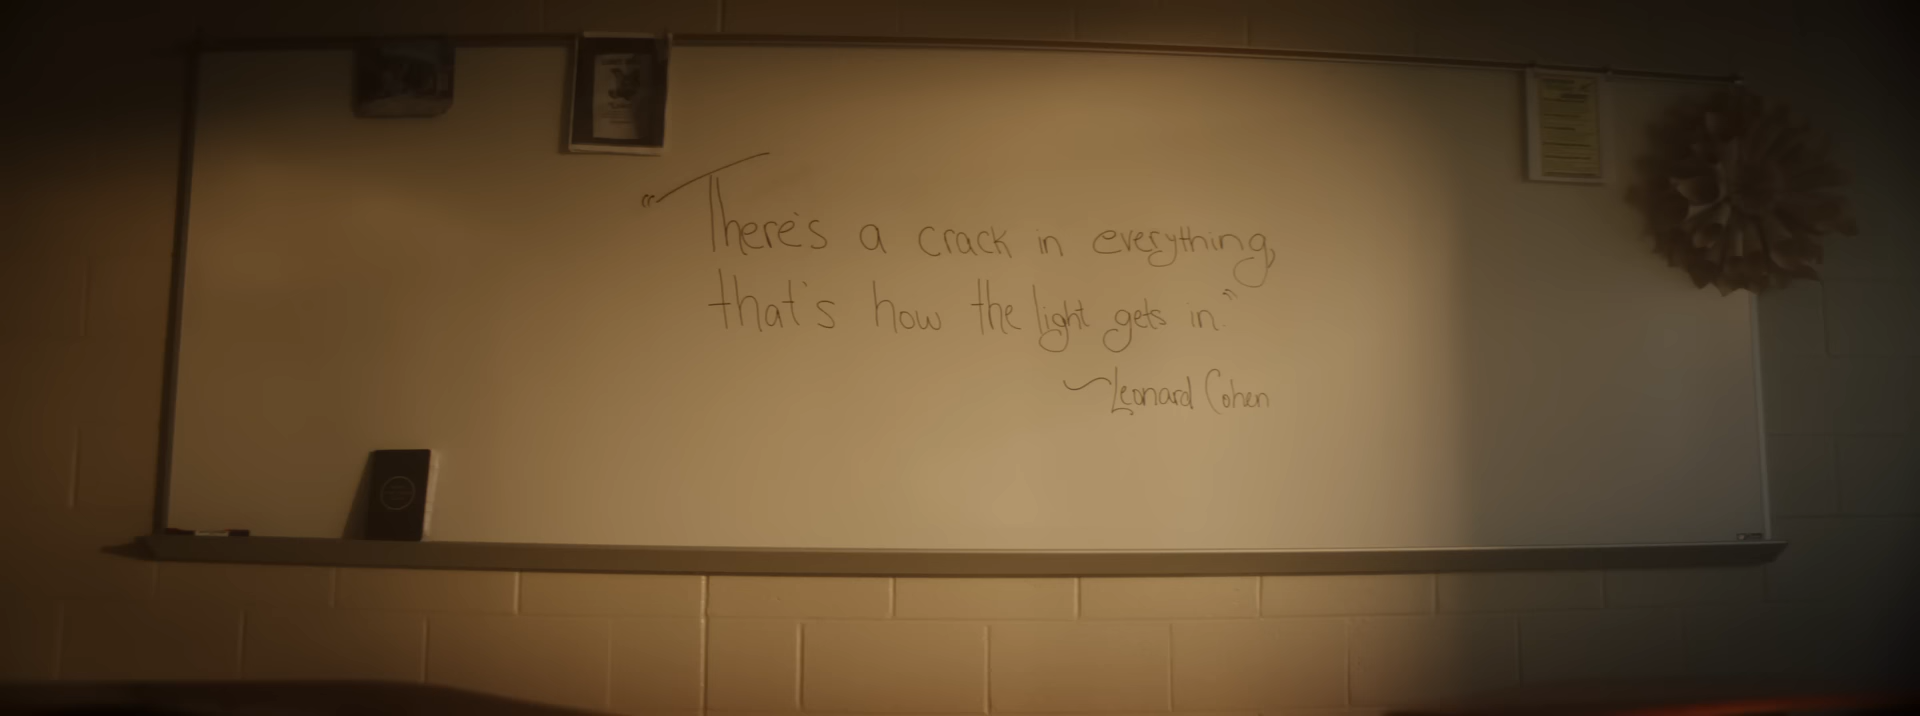 "There's a crack in everything,
that's how the light gets in."
~Leonard Cohen